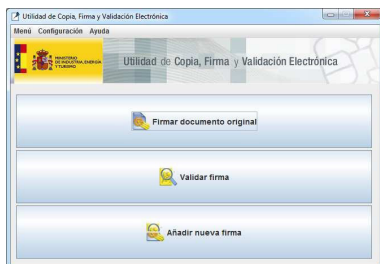 Utilidad de Copia, Firma y Validación Electrónica
Menú Configuración Ayuda
MINISTERIO
DE INDUSTRIA, ENERGÍA
Y TURISMO
Utilidad de Copia, Firma y Validación Electrónica
Firmar documento original
Validar firma
Añadir nueva firma